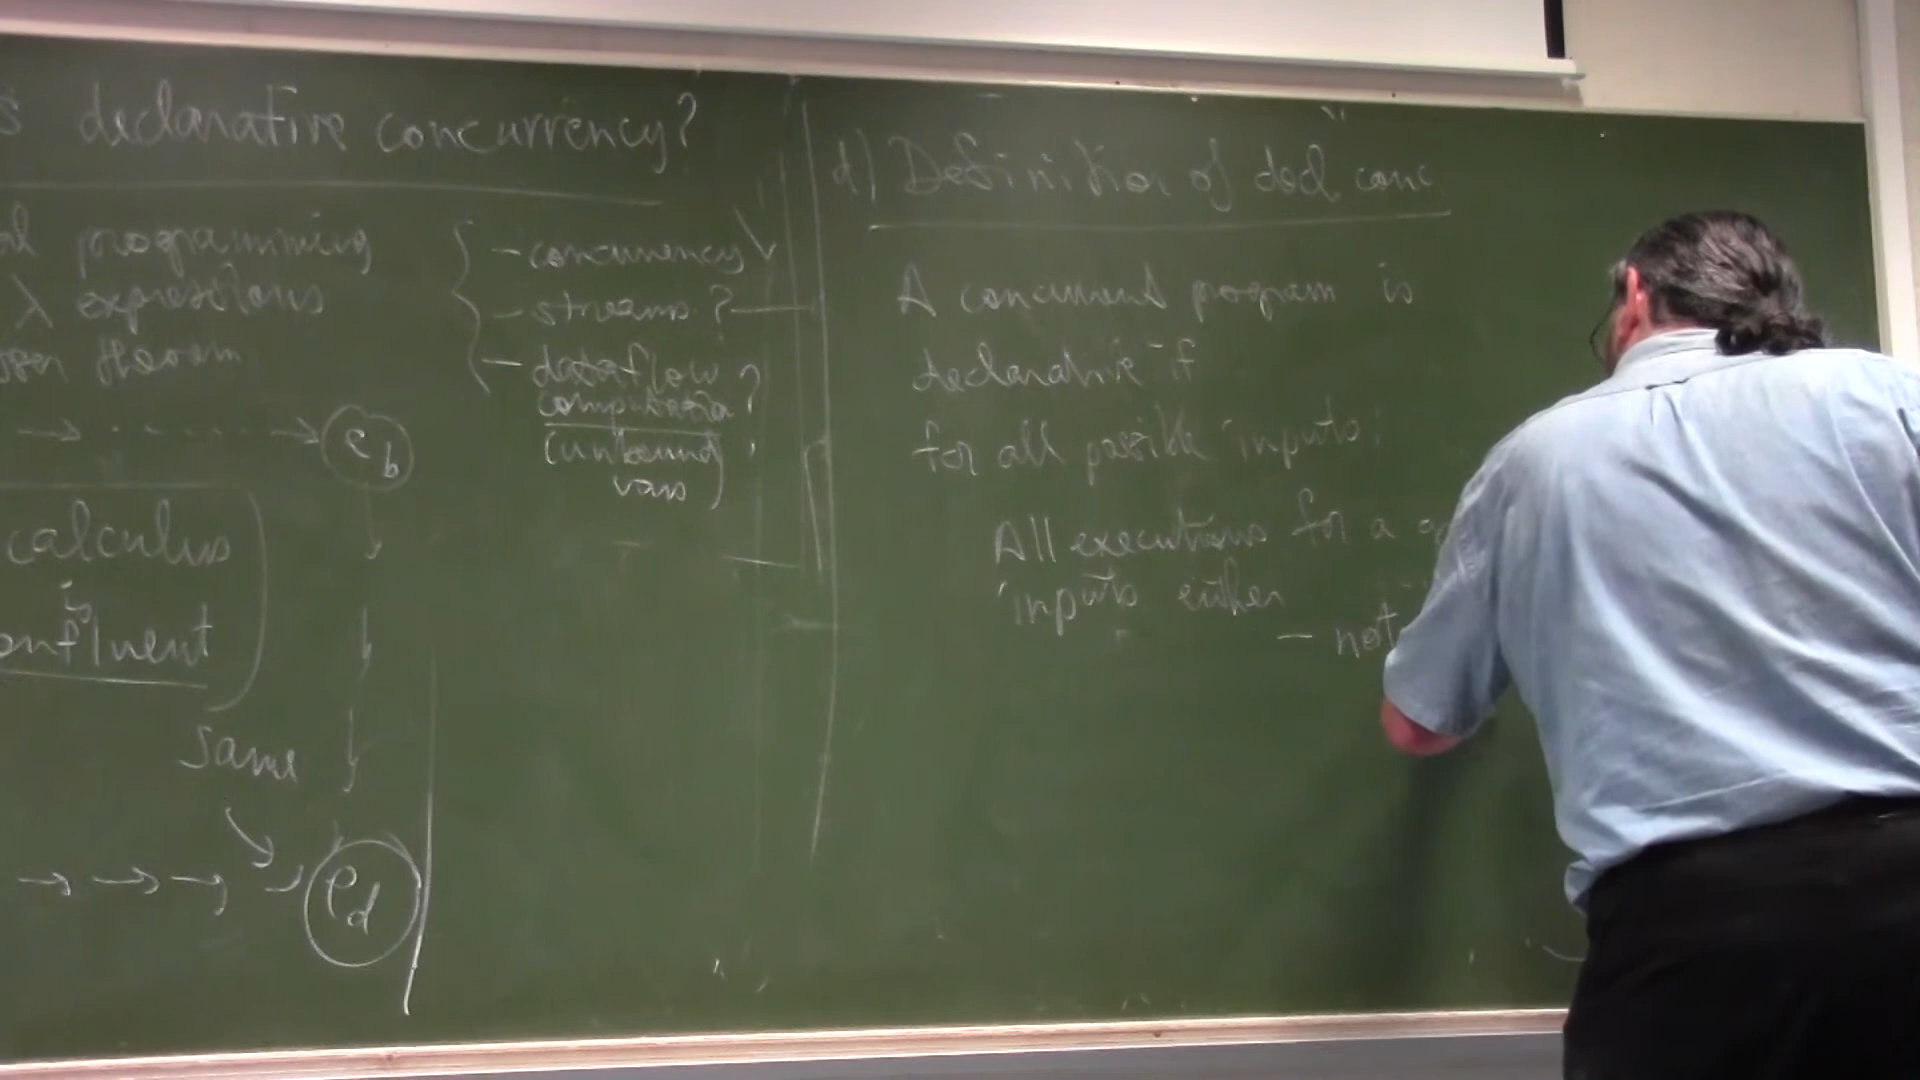 s declarative concurrency?
programming
λ expressions
theorem
→ ..... → e_b
calculus
is
onfluent
same
→ → → e_d
- concurrency
- streams ?
- dataflow ?
computation
(unbound
vars)
d) Definition of decl conc
A concurrent program is
declarative if
for all possible inputs:
All executions for a
inputs either
- not